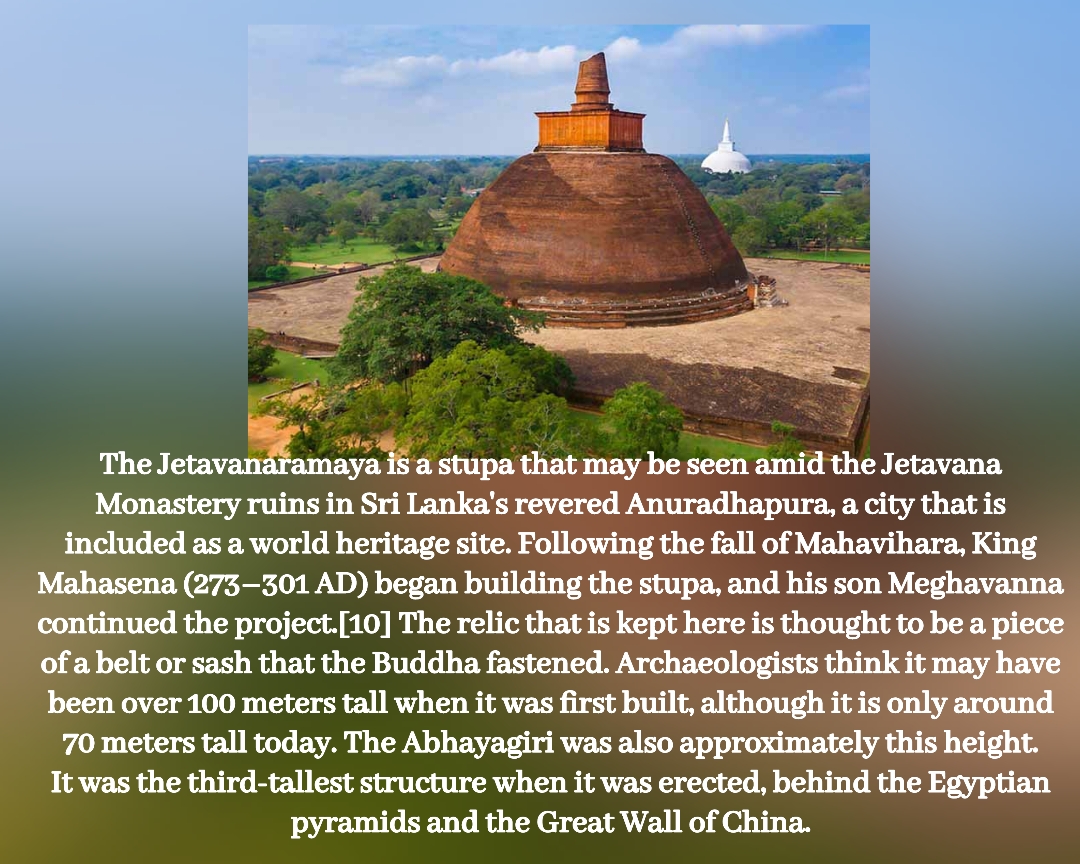 The Jetavanaramaya is a stupa that may be seen amid the Jetavana
Monastery ruins in Sri Lanka's revered Anuradhapura, a city that is
included as a world heritage site. Following the fall of Mahavihara, King
Mahasena (273–301 AD) began building the stupa, and his son Meghavanna
continued the project.[10] The relic that is kept here is thought to be a piece
of a belt or sash that the Buddha fastened. Archaeologists think it may have
been over 100 meters tall when it was first built, although it is only around
70 meters tall today. The Abhayagiri was also approximately this height.
It was the third-tallest structure when it was erected, behind the Egyptian
pyramids and the Great Wall of China.